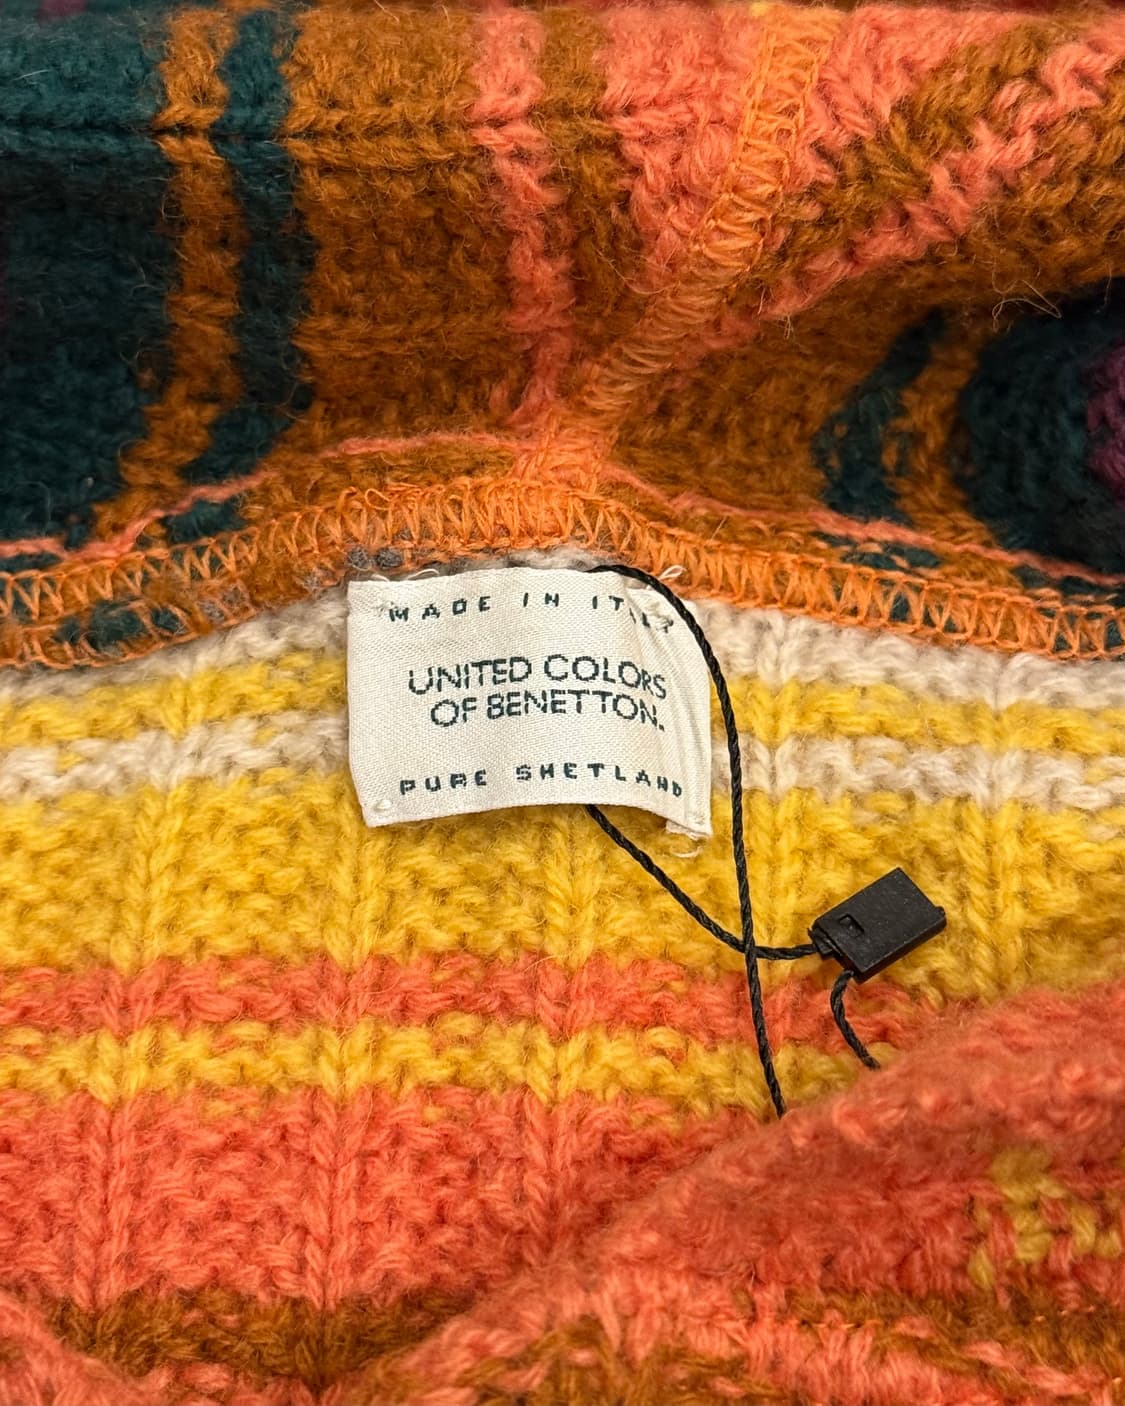 MADE IN ITALY
UNITED COLORS
OF BENETTON.
PURE SHETLAND